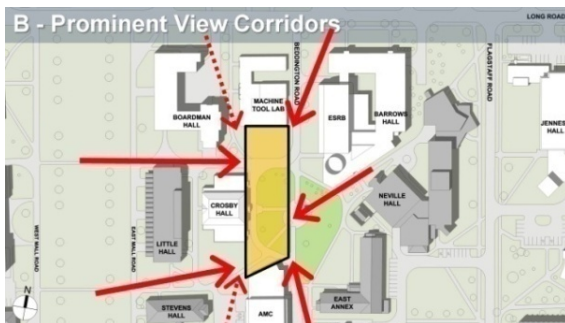 B - Prominent View Corridors
LONG ROAD
BEDDINGTON ROAD
FLAGSTAFF ROAD
MACHINE
TOOL LAB
BOARDMAN
HALL
ESRB
BARROWS
HALL
JENNES
HALL
CROSBY
HALL
NEVILLE
HALL
LITTLE
HALL
WEST MALL ROAD
EAST MALL ROAD
N
STEVENS
HALL
AMC
EAST
ANNEX